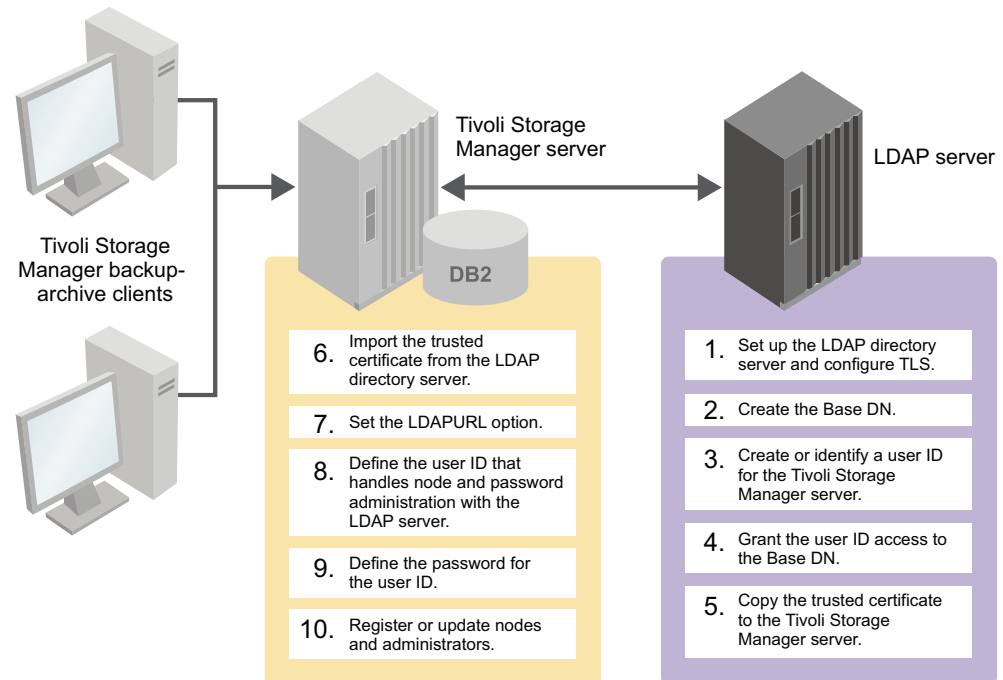 Tivoli Storage
Manager server
LDAP server
Tivoli Storage
Manager backup-
archive clients
DB2
6. Import the trusted
certificate from the LDAP
directory server.
7. Set the LDAPURL option.
8. Define the user ID that
handles node and password
administration with the
LDAP server.
9. Define the password for
the user ID.
10. Register or update nodes
and administrators.
1. Set up the LDAP directory
server and configure TLS.
2. Create the Base DN.
3. Create or identify a user ID
for the Tivoli Storage
Manager server.
4. Grant the user ID access to
the Base DN.
5. Copy the trusted certificate
to the Tivoli Storage
Manager server.